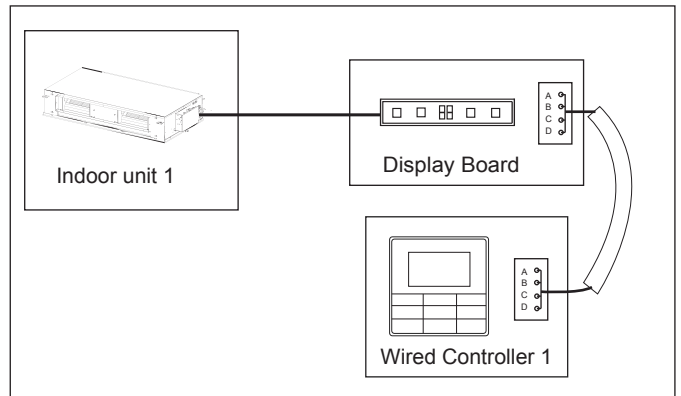 Indoor unit 1
A
B
C
D
Display Board
A
B
C
D
Wired Controller 1